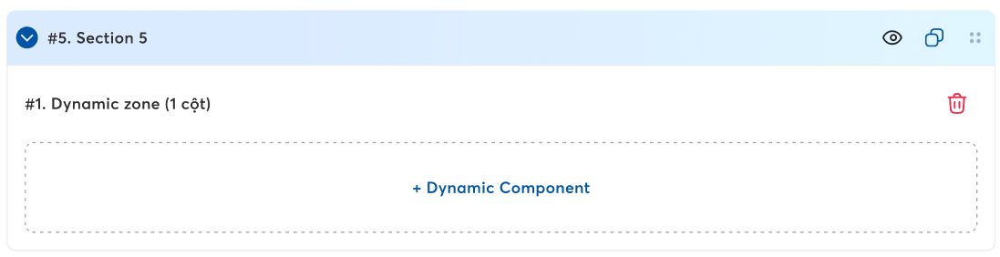 #5. Section 5
#1. Dynamic zone (1 cột)
+ Dynamic Component